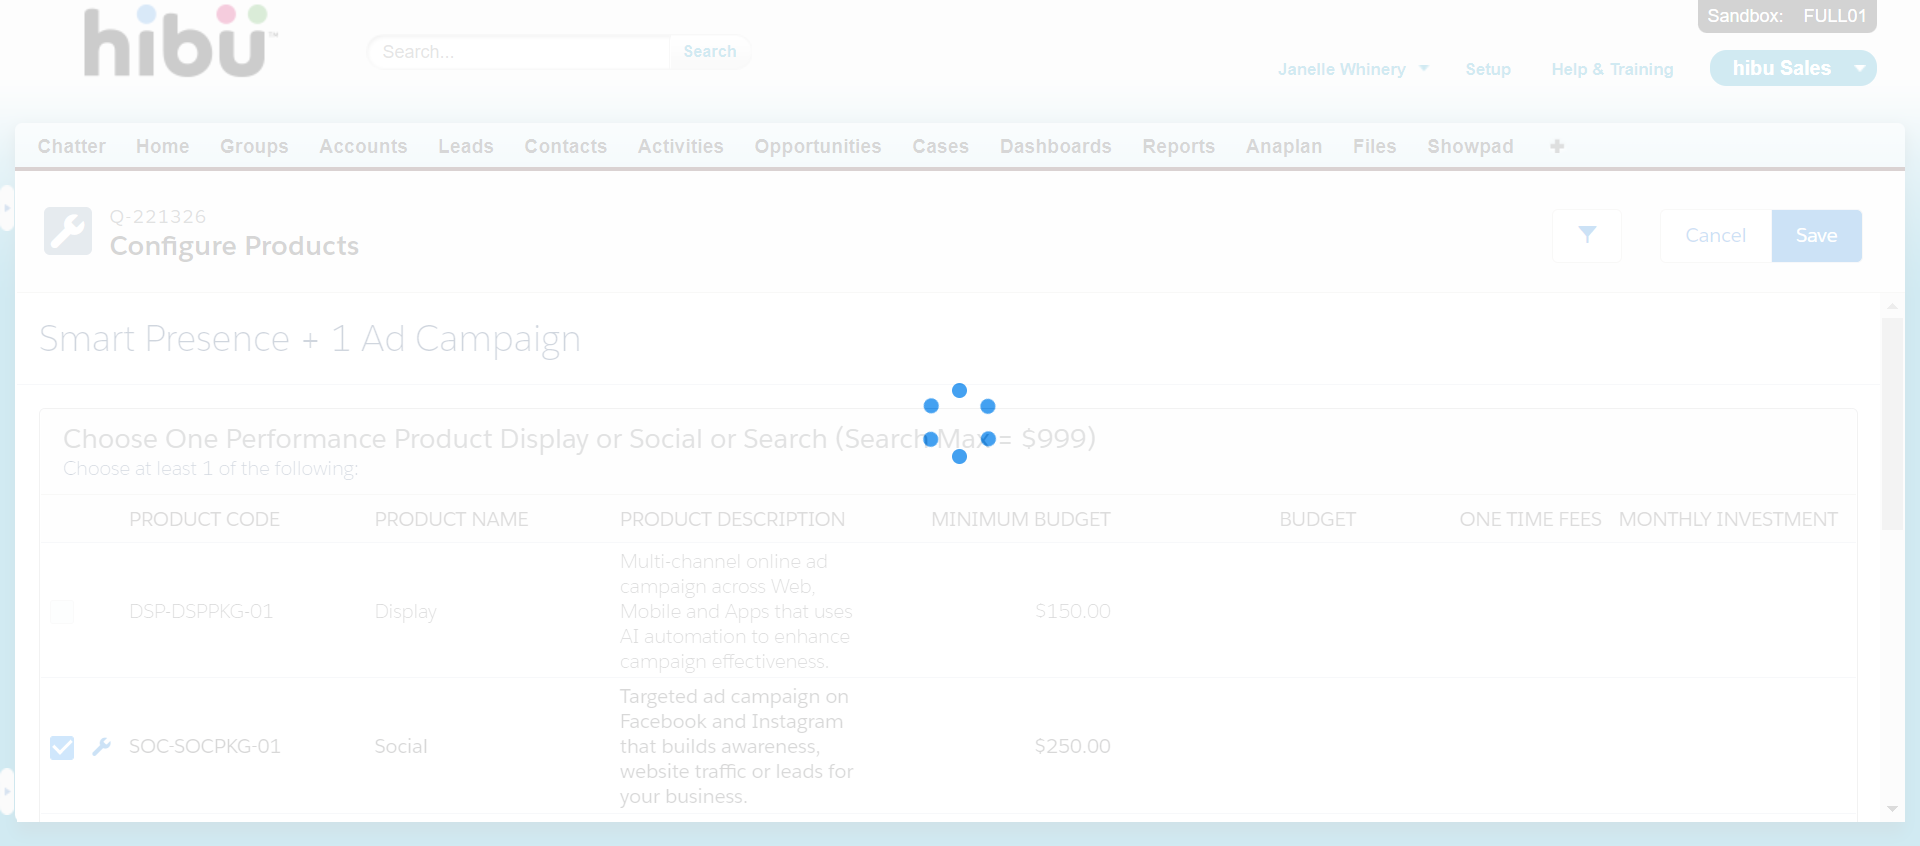 hibu™
Search...
Search
Sandbox: FULL01
Janelle Whinery
Setup
Help & Training
hibu Sales
Chatter Home Groups Accounts Leads Contacts Activities Opportunities Cases Dashboards Reports Anaplan Files Showpad
Q-221326
Configure Products
Cancel
Save
Smart Presence + 1 Ad Campaign
Choose One Performance Product Display or Social or Search (Search Max = $999)
Choose at least 1 of the following:
PRODUCT CODE PRODUCT NAME PRODUCT DESCRIPTION MINIMUM BUDGET BUDGET ONE TIME FEES MONTHLY INVESTMENT
DSP-DSPPKG-01
Display
Multi-channel online ad
campaign across Web,
Mobile and Apps that uses
AI automation to enhance
campaign effectiveness.
$150.00
SOC-SOCPKG-01
Social
Targeted ad campaign on
Facebook and Instagram
that builds awareness,
website traffic or leads for
your business.
$250.00